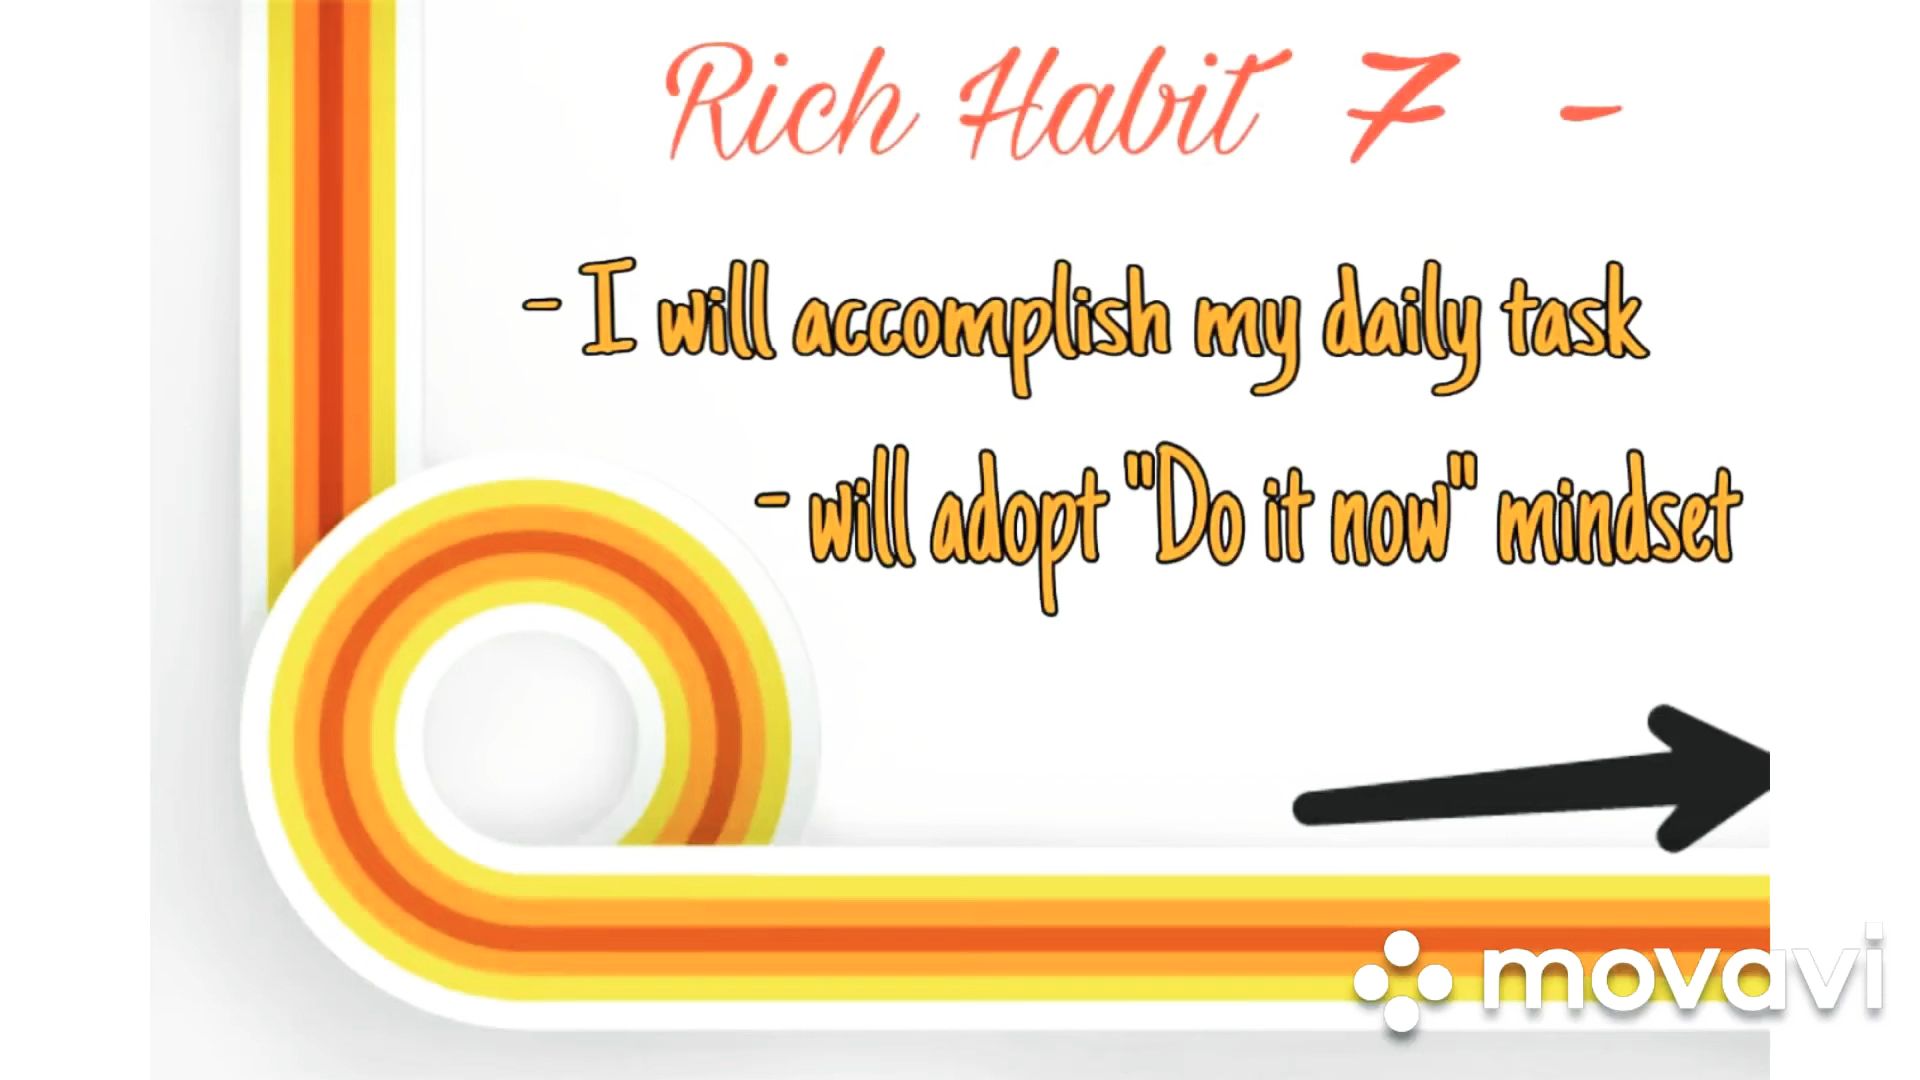 Rich Habit 7 -
- I will accomplish my daily task
- will adopt "Do it now" mindset
movavi